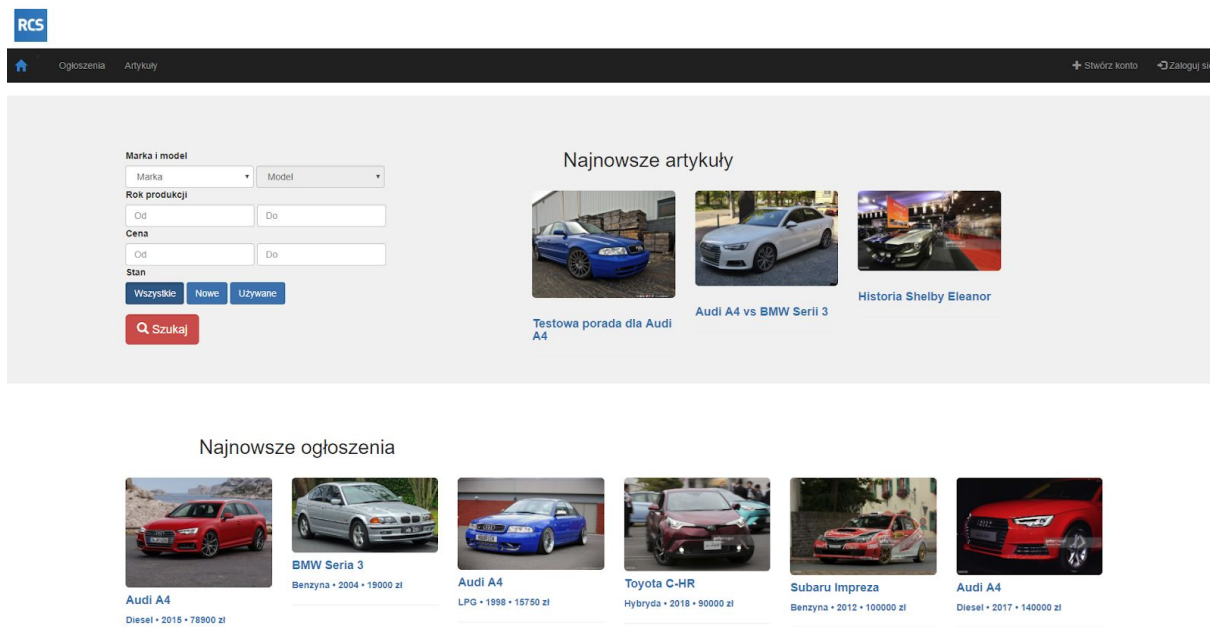 RCS
Ogłoszenia Artykuły Stwórz konto Zaloguj się
Marka i model
Marka Model
Rok produkcji
Od Do
Cena
Od Do
Stan
Wszystkie Nowe Używane
Szukaj
Najnowsze artykuły
Testowa porada dla Audi
A4
Audi A4 vs BMW Serii 3
Historia Shelby Eleanor
Najnowsze ogłoszenia
Audi A4
Diesel • 2015 • 78900 zł
BMW Seria 3
Benzyna • 2004 • 19000 zł
Audi A4
LPG • 1998 • 15750 zł
Toyota C-HR
Hybryda • 2018 • 90000 zł
Subaru Impreza
Benzyna • 2012 • 100000 zł
Audi A4
Diesel • 2017 • 140000 zł